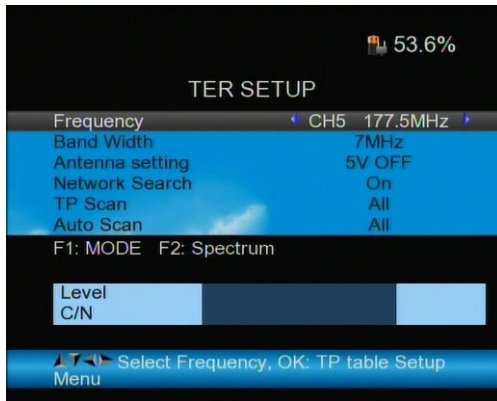 53.6%
TER SETUP
Frequency CH5 177.5MHz
Band Width 7MHz
Antenna setting 5V OFF
Network Search On
TP Scan All
Auto Scan All
F1: MODE F2: Spectrum
Level
C/N
Select Frequency, OK: TP table Setup
Menu